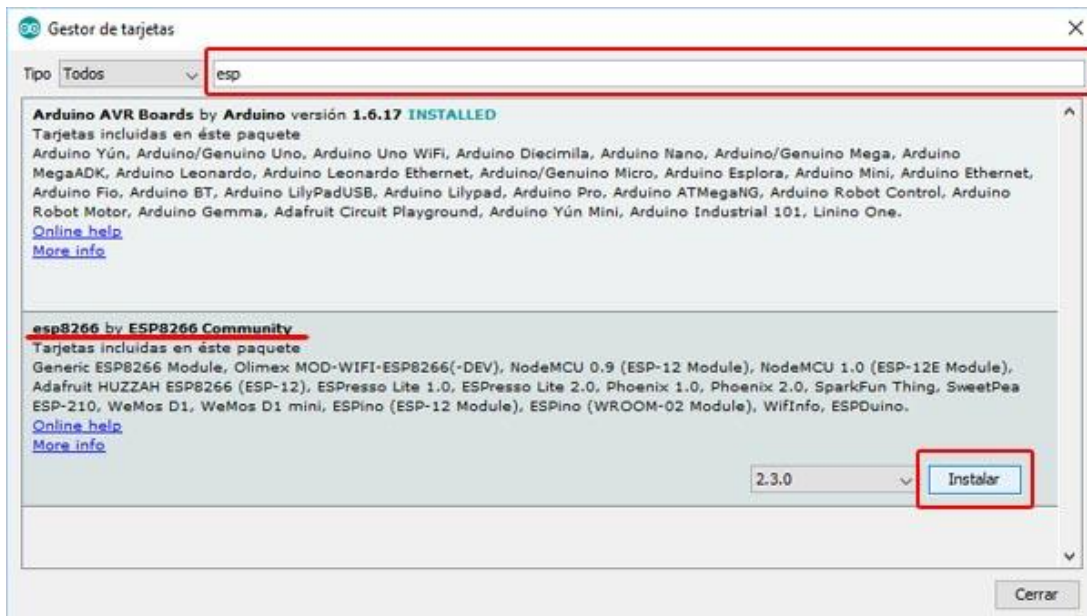 Gestor de tarjetas
Tipo Todos esp
Arduino AVR Boards by Arduino versión 1.6.17 INSTALLED
Tarjetas incluidas en éste paquete
Arduino Yún, Arduino/Genuino Uno, Arduino Uno WiFi, Arduino Diecimila, Arduino Nano, Arduino/Genuino Mega, Arduino
MegaADK, Arduino Leonardo, Arduino Leonardo Ethernet, Arduino/Genuino Micro, Arduino Esplora, Arduino Mini, Arduino Ethernet,
Arduino Fio, Arduino BT, Arduino LilyPadUSB, Arduino Lilypad, Arduino Pro, Arduino ATMegaNG, Arduino Robot Control, Arduino
Robot Motor, Arduino Gemma, Adafruit Circuit Playground, Arduino Yún Mini, Arduino Industrial 101, Linino One.
Online help
More info
esp8266 by ESP8266 Community
Tarjetas incluidas en éste paquete
Generic ESP8266 Module, Olimex MOD-WIFI-ESP8266(-DEV), NodeMCU 0.9 (ESP-12 Module), NodeMCU 1.0 (ESP-12E Module),
Adafruit HUZZAH ESP8266 (ESP-12), ESPresso Lite 1.0, ESPresso Lite 2.0, Phoenix 1.0, Phoenix 2.0, SparkFun Thing, SweetPea
ESP-210, WeMos D1, WeMos D1 mini, ESPino (ESP-12 Module), ESPino (WROOM-02 Module), WifInfo, ESPDuino.
Online help
More info
2.3.0 Instalar
Cerrar